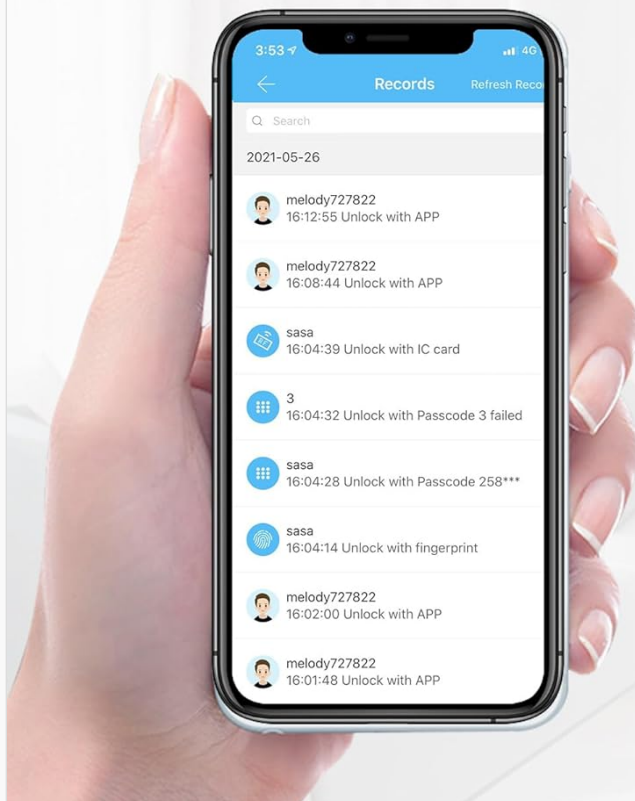 3:53
4G
Records
Refresh Reco
Search
2021-05-26
melody727822
16:12:55 Unlock with APP
melody727822
16:08:44 Unlock with APP
sasa
16:04:39 Unlock with IC card
3
16:04:32 Unlock with Passcode 3 failed
sasa
16:04:28 Unlock with Passcode 258***
sasa
16:04:14 Unlock with fingerprint
melody727822
16:02:00 Unlock with APP
melody727822
16:01:48 Unlock with APP